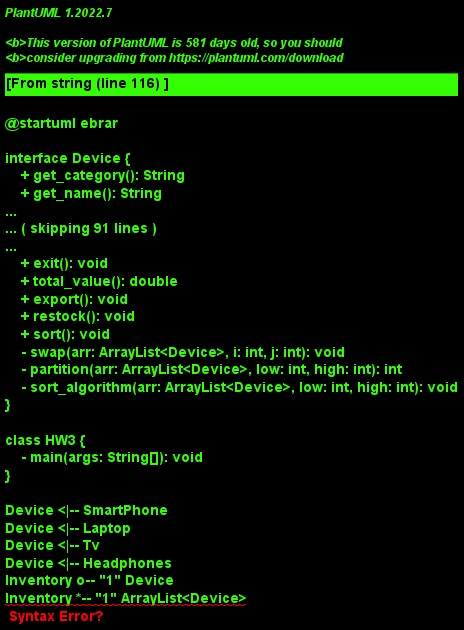 PlantUML 1.2022.7
<b>This version of PlantUML is 581 days old, so you should
<b>consider upgrading from https://plantuml.com/download
[From string (line 116) ]
@startuml ebrar
interface Device {
+ get_category(): String
+ get_name(): String
...
... ( skipping 91 lines )
...
+ exit(): void
+ total_value(): double
+ export(): void
+ restock(): void
+ sort(): void
- swap(arr: ArrayList<Device>, i: int, j: int): void
- partition(arr: ArrayList<Device>, low: int, high: int): int
- sort_algorithm(arr: ArrayList<Device>, low: int, high: int): void
}
class HW3 {
- main(args: String[]): void
}
Device <|-- SmartPhone
Device <|-- Laptop
Device <|-- Tv
Device <|-- Headphones
Inventory o-- "1" Device
Inventory *-- "1" ArrayList<Device>
Syntax Error?